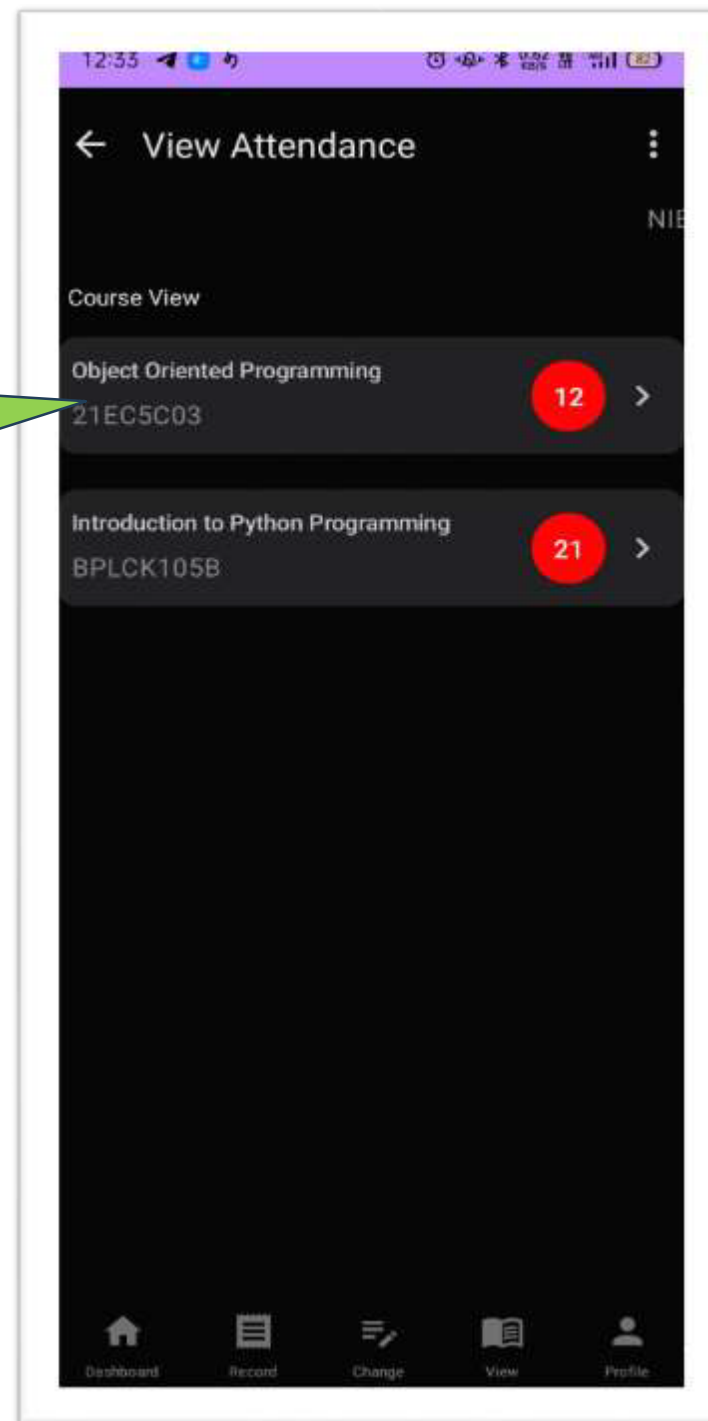 12:33
82
View Attendance
NIE
Course View
Object Oriented Programming
21EC5C03
12
Introduction to Python Programming
BPLCK105B
21
Dashboard Record Change View Profile